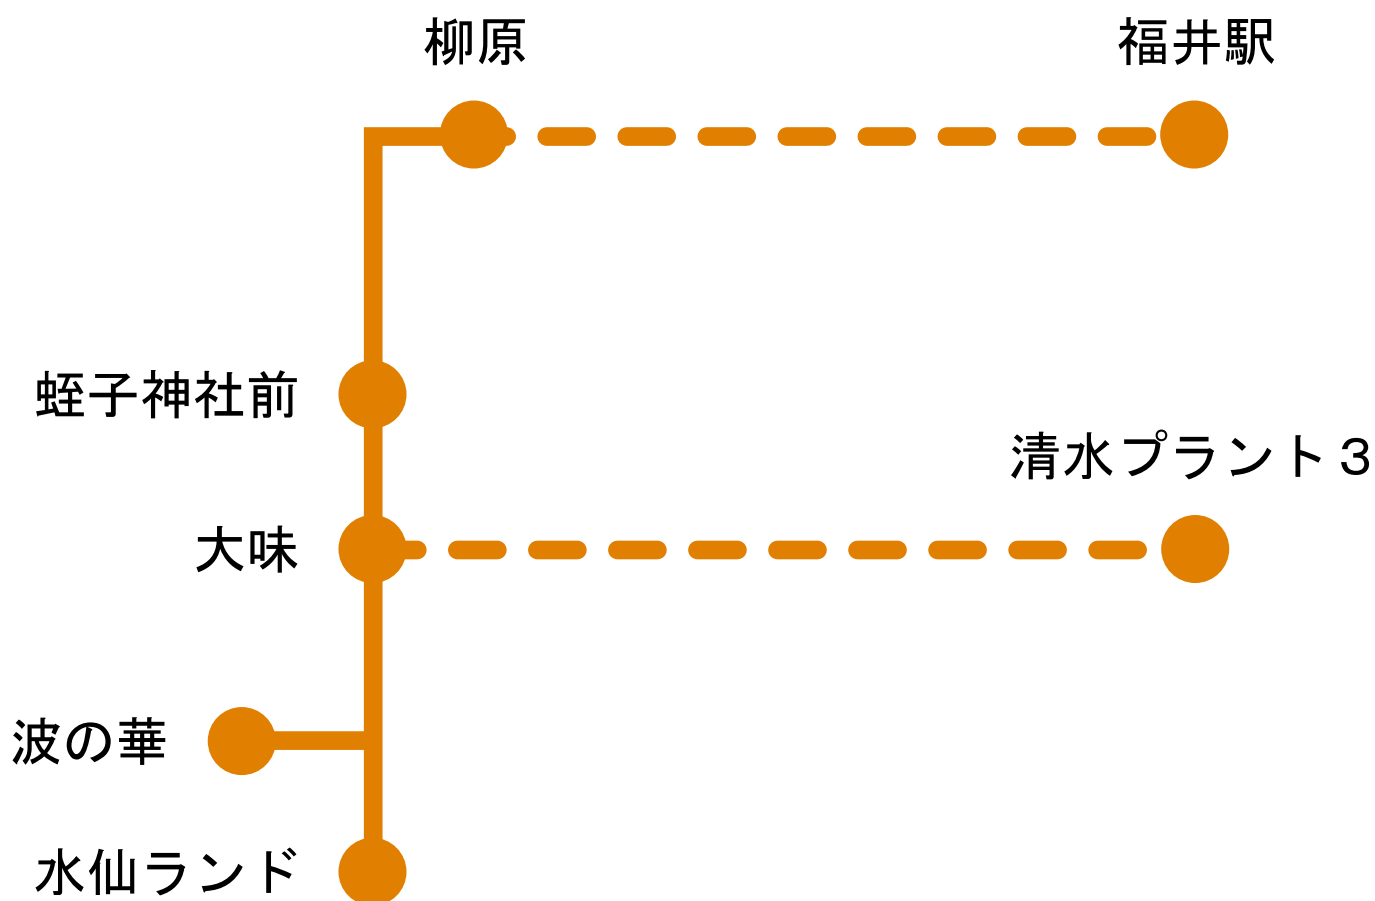 柳原
福井駅
蛭子神社前
清水プラント３
大味
波の華
水仙ランド